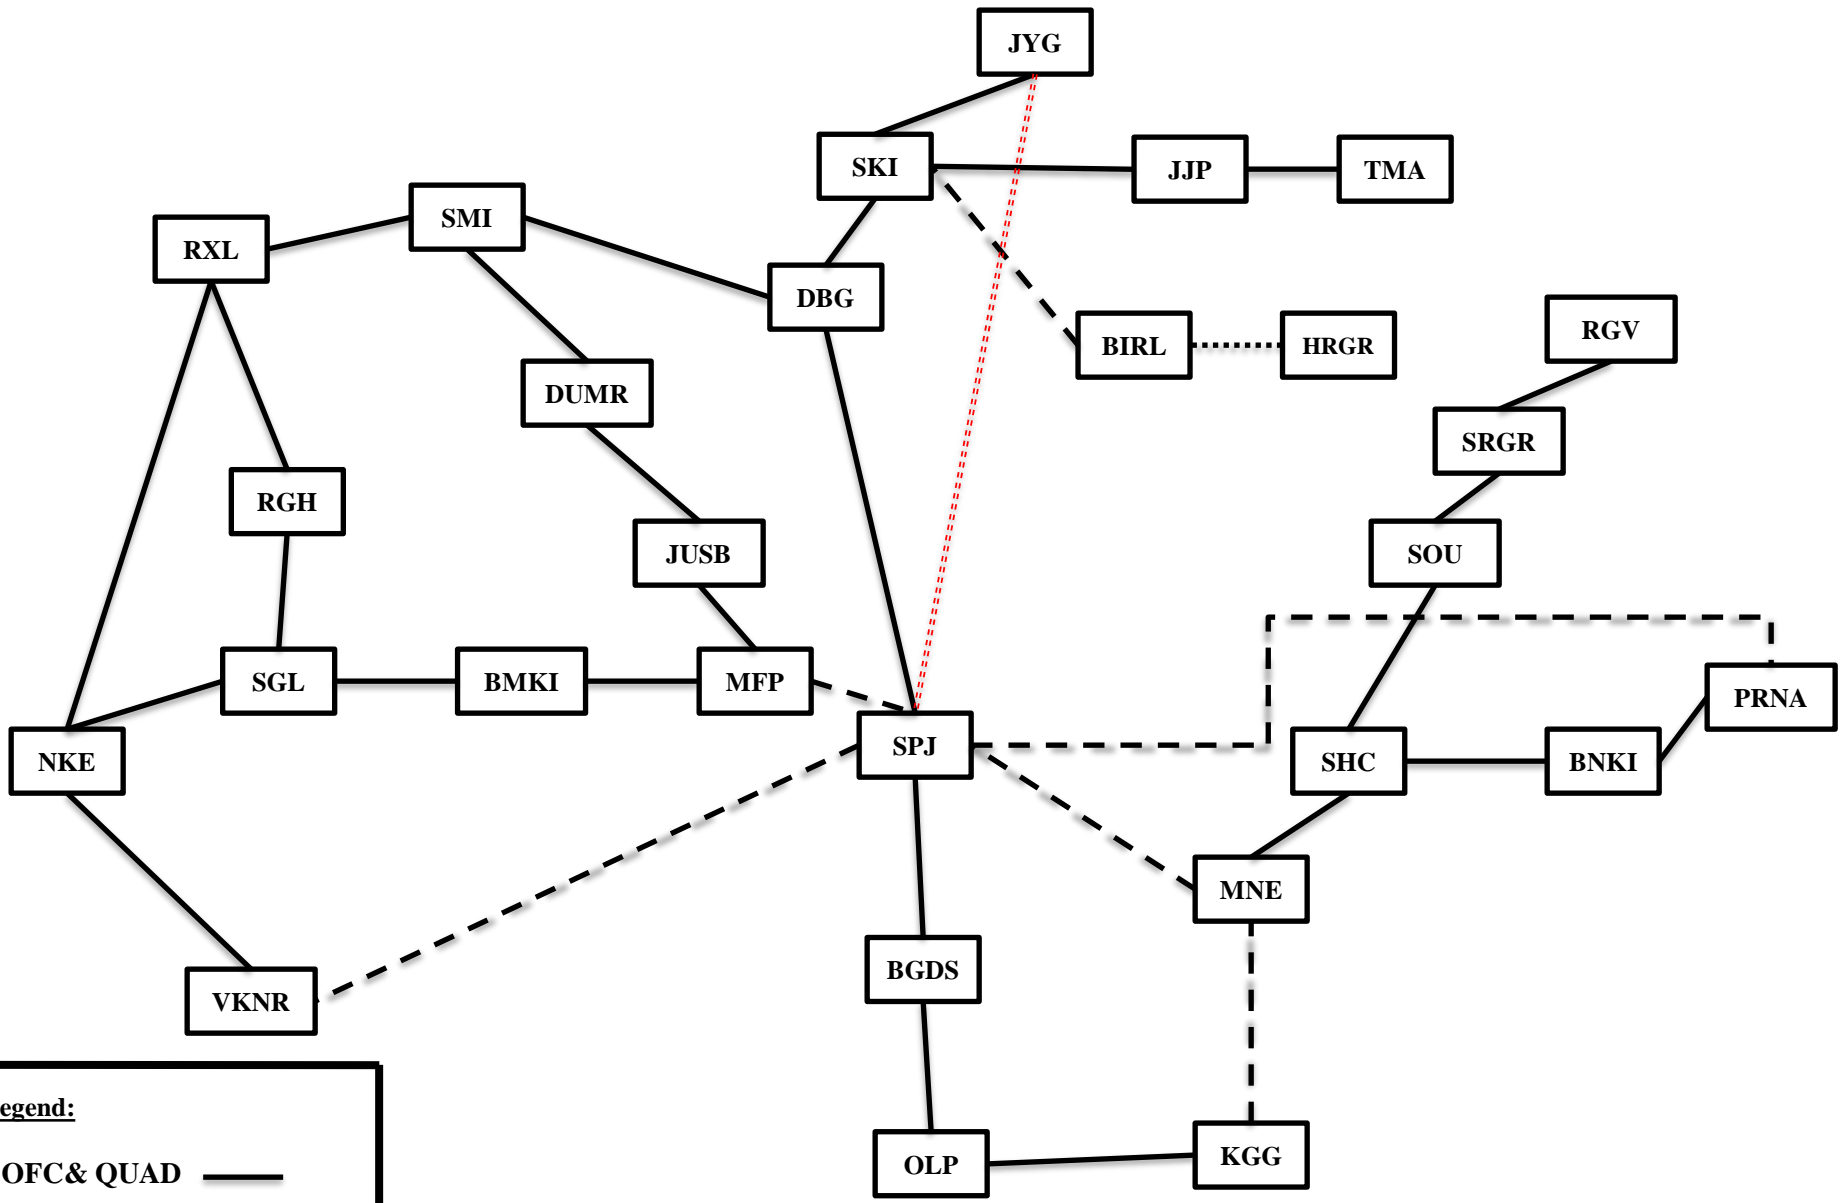 JYG
SKI
JJP
TMA
SMI
RXL
DBG
BIRL
HRGR
RGV
DUMR
SRGR
RGH
JUSB
SOU
SGL
BMKI
MFP
PRNA
NKE
SPJ
SHC
BNKI
MNE
BGDS
VKNR
OLP
KGG
egend:
OFC& QUAD